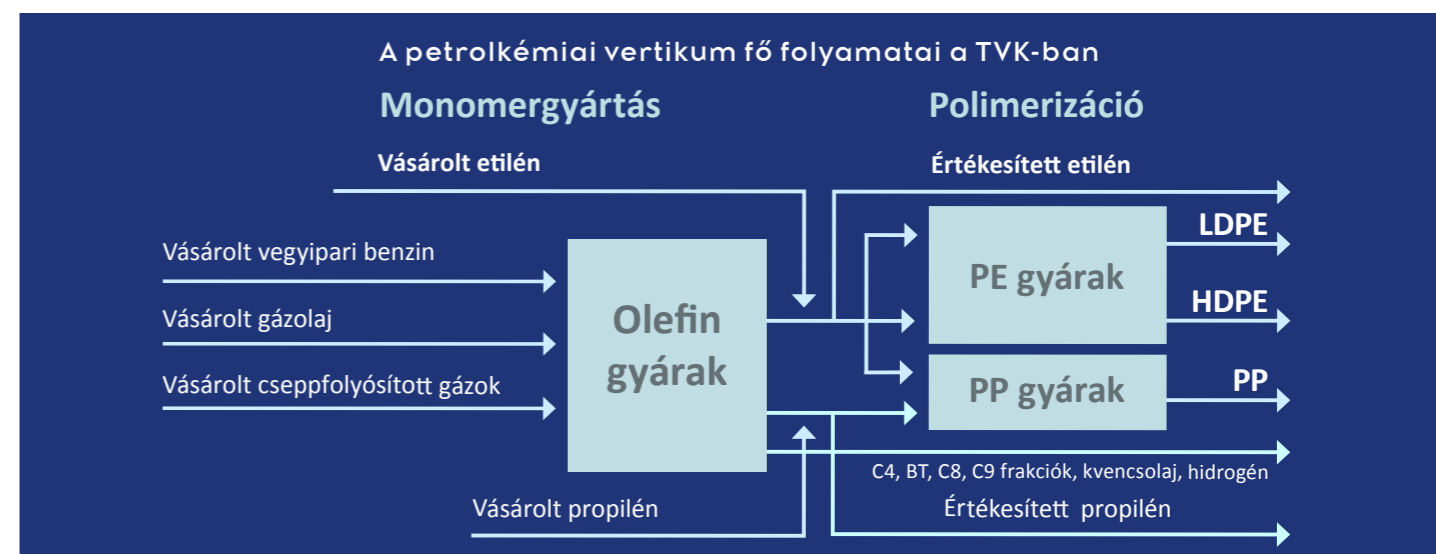 A petrolkémiai vertikum fő folyamatai a TVK-ban
Monomergyártás
Polimerizáció
Vásárolt etilén
Értékesített etilén
Vásárolt vegyipari benzin
Vásárolt gázolaj
Vásárolt cseppfolyósított gázok
Olefin
gyárak
PE gyárak
LDPE
HDPE
PP gyárak
PP
C4, BT, C8, C9 frakciók, kvencsolaj, hidrogén
Vásárolt propilén
Értékesített propilén